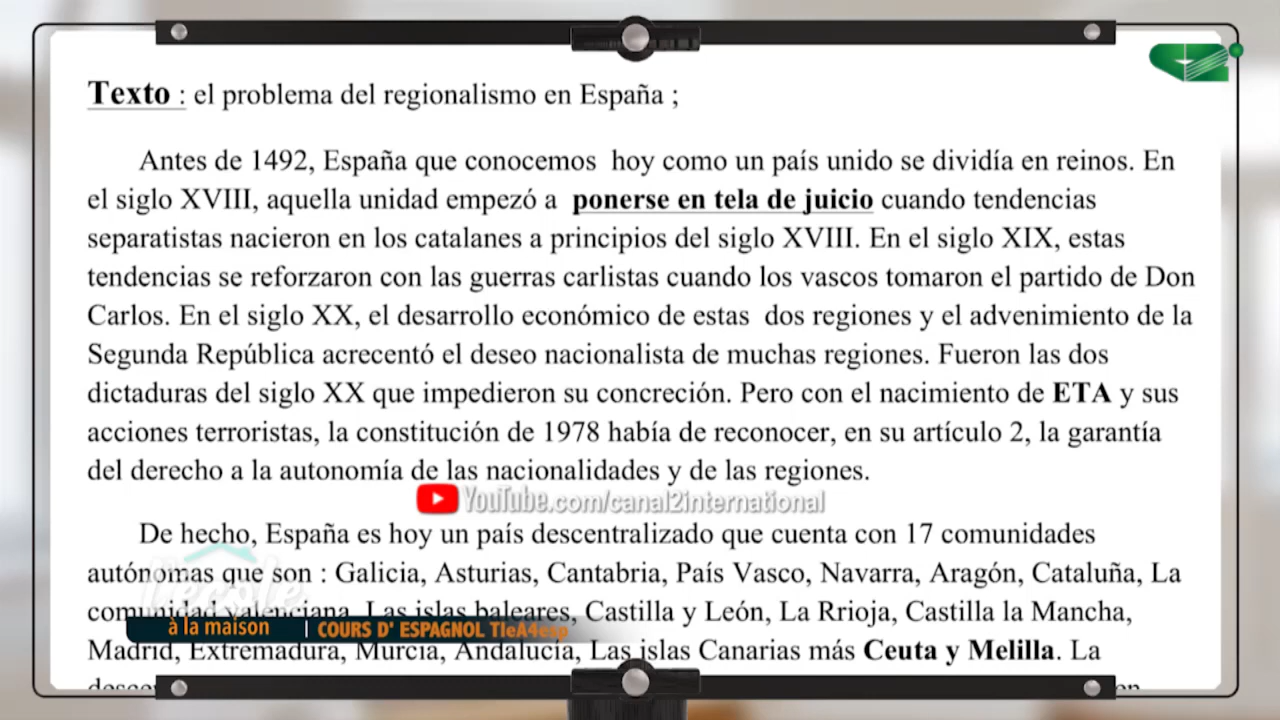 Texto : el problema del regionalismo en España ;
Antes de 1492, España que conocemos hoy como un país unido se dividía en reinos. En
el siglo XVIII, aquella unidad empezó a ponerse en tela de juicio cuando tendencias
separatistas nacieron en los catalanes a principios del siglo XVIII. En el siglo XIX, estas
tendencias se reforzaron con las guerras carlistas cuando los vascos tomaron el partido de Don
Carlos. En el siglo XX, el desarrollo económico de estas dos regiones y el advenimiento de la
Segunda República acrecentó el deseo nacionalista de muchas regiones. Fueron las dos
dictaduras del siglo XX que impedieron su concreción. Pero con el nacimiento de ETA y sus
acciones terroristas, la constitución de 1978 había de reconocer, en su artículo 2, la garantía
del derecho a la autonomía de las nacionalidades y de las regiones.
YouTube.com/canal2international
De hecho, España es hoy un país descentralizado que cuenta con 17 comunidades
autónomas que son : Galicia, Asturias, Cantabria, País Vasco, Navarra, Aragón, Cataluña, La
comunidad valenciana, Las islas baleares, Castilla y León, La Rrioja, Castilla la Mancha,
Madrid, Extremadura, Murcia, Andalucía, Las islas Canarias más Ceuta y Melilla. La
L'école
à la maison | COURS D' ESPAGNOL TleA4esp